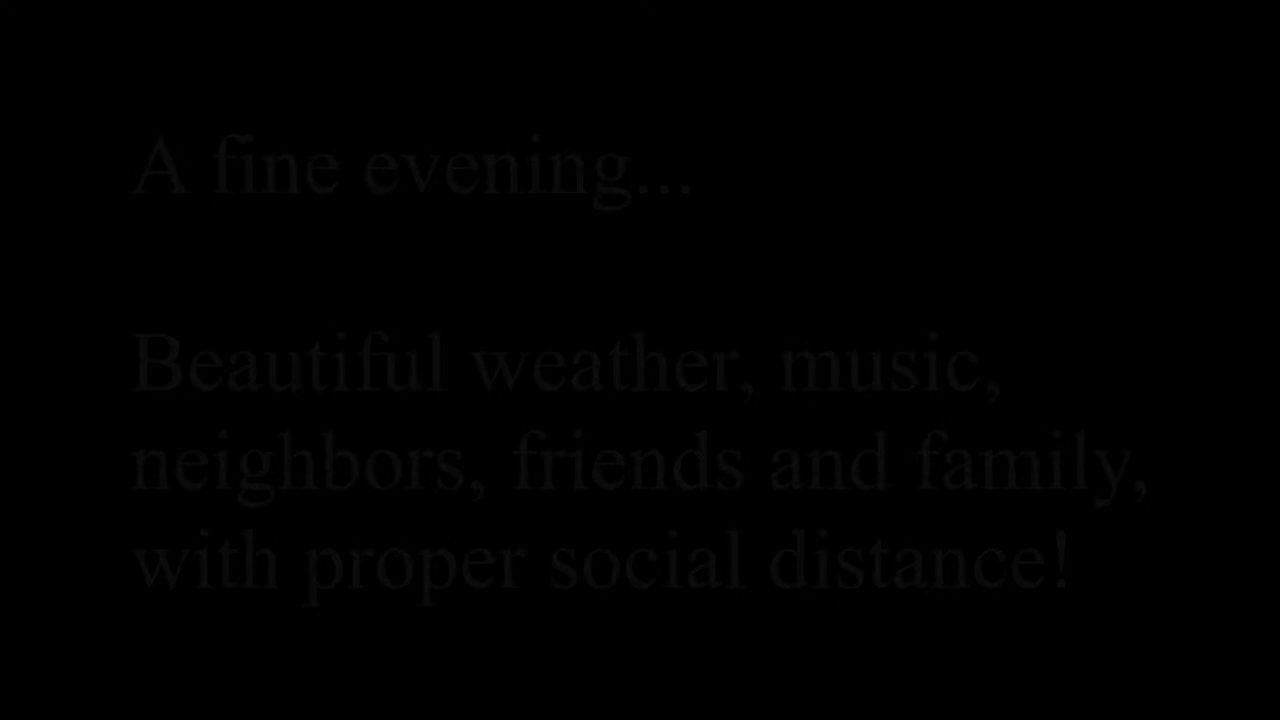 A fine evening...
Beautiful weather, music,
neighbors, friends and family,
with proper social distance!